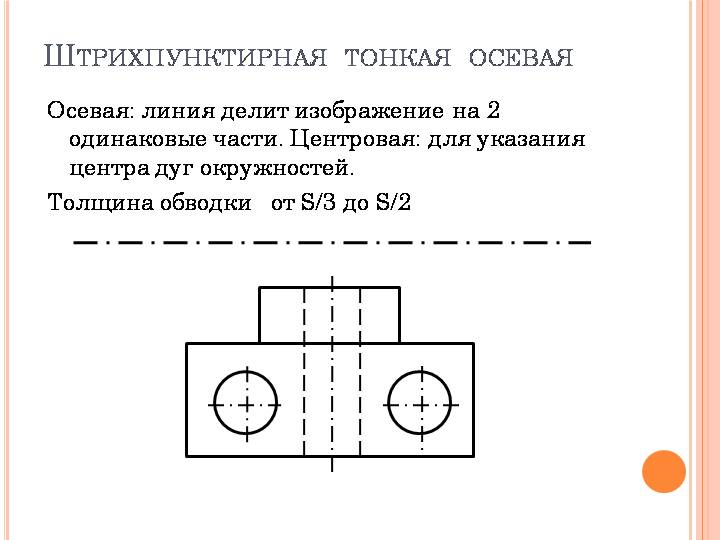 Штрихпунктирная тонкая осевая
Осевая: линия делит изображение на 2
одинаковые части. Центровая: для указания
центра дуг окружностей.
Толщина обводки от S/3 до S/2